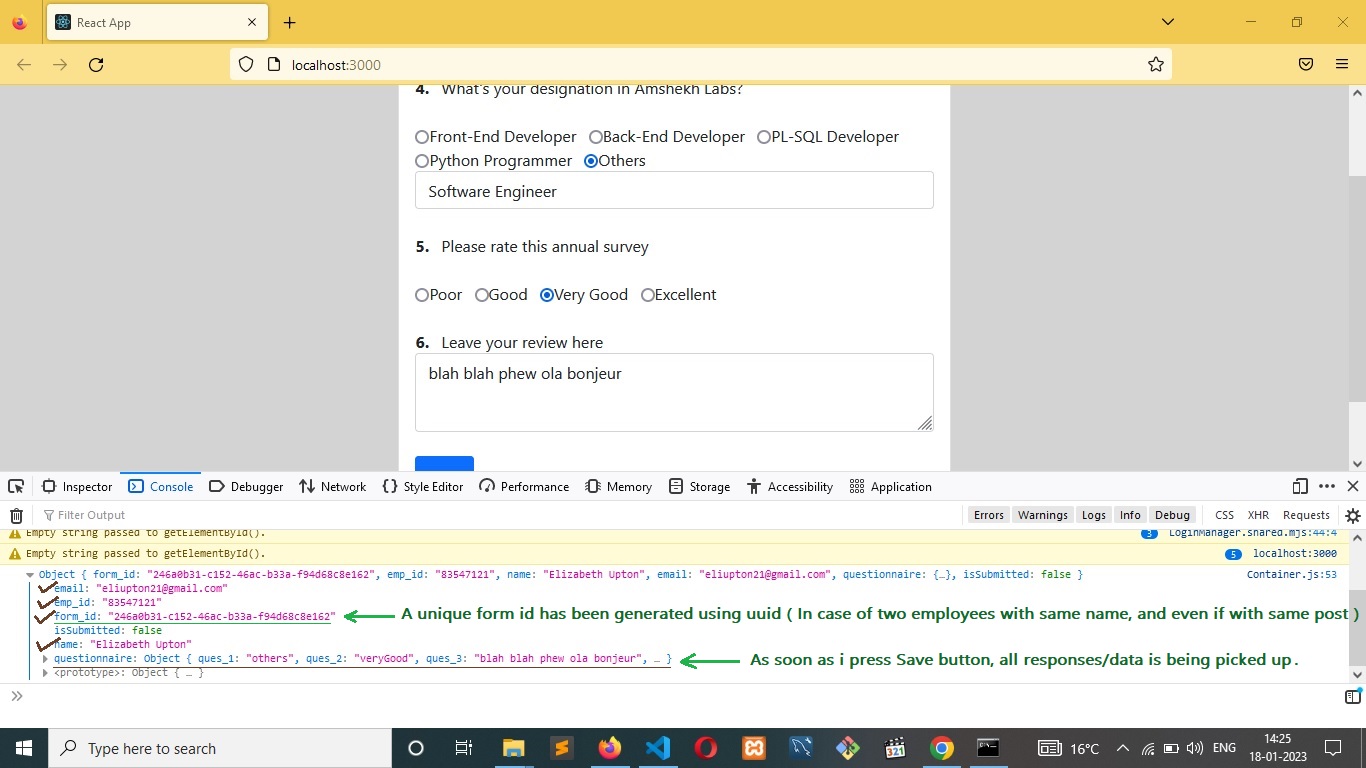 React App
localhost:3000
4. What's your designation in Amshekh Labs?
Front-End Developer Back-End Developer PL-SQL Developer
Python Programmer Others
Software Engineer
5. Please rate this annual survey
Poor Good Very Good Excellent
6. Leave your review here
blah blah phew ola bonjeur
Inspector Console Debugger Network Style Editor Performance Memory Storage Accessibility Application
Filter Output Errors Warnings Logs Info Debug CSS XHR Requests
Empty string passed to getElementById(). 3 LoginManager.shared.mjs:44:4
Empty string passed to getElementById(). 5 localhost:3000
Object { form_id: "246a0b31-c152-46ac-b33a-f94d68c8e162", emp_id: "83547121", name: "Elizabeth Upton", email: "eliupton21@gmail.com", questionnaire: {…}, isSubmitted: false } Container.js:53
email: "eliupton21@gmail.com"
emp_id: "83547121"
form_id: "246a0b31-c152-46ac-b33a-f94d68c8e162" A unique form id has been generated using uuid ( In case of two employees with same name, and even if with same post )
isSubmitted: false
name: "Elizabeth Upton"
questionnaire: Object { ques_1: "others", ques_2: "veryGood", ques_3: "blah blah phew ola bonjeur", … } As soon as i press Save button, all responses/data is being picked up.
<prototype>: Object { … }
Type here to search 321 16°C ENG 14:25
18-01-2023